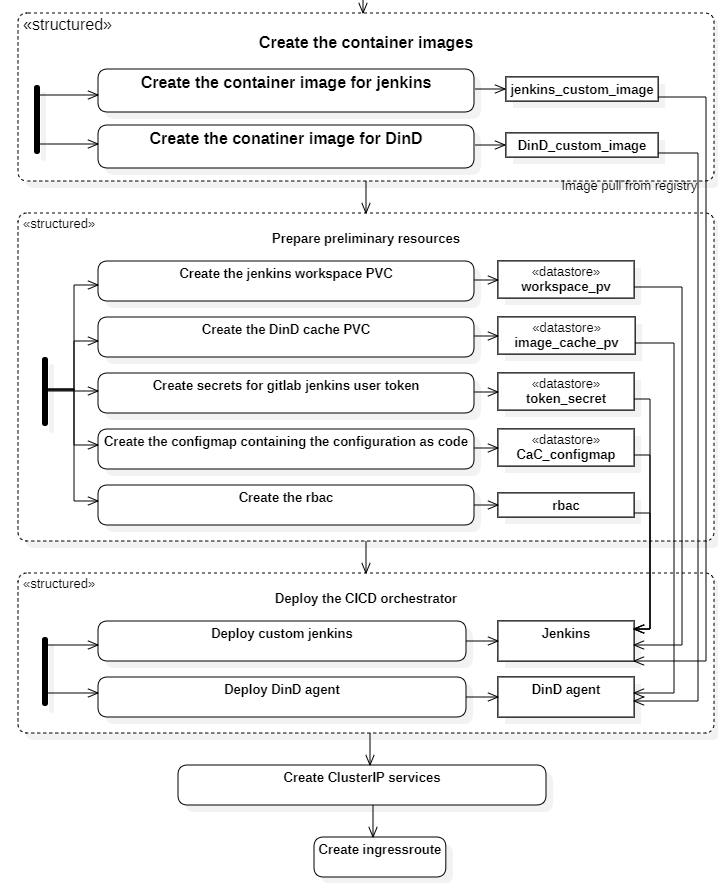 «structured»
Create the container images
Create the container image for jenkins
jenkins_custom_image
Create the conatiner image for DinD
DinD_custom_image
Image pull from registry
«structured»
Prepare preliminary resources
Create the jenkins workspace PVC
«datastore»
workspace_pv
Create the DinD cache PVC
«datastore»
image_cache_pv
Create secrets for gitlab jenkins user token
«datastore»
token_secret
Create the configmap containing the configuration as code
«datastore»
CaC_configmap
Create the rbac
rbac
«structured»
Deploy the CICD orchestrator
Deploy custom jenkins
Jenkins
Deploy DinD agent
DinD agent
Create ClusterIP services
Create ingressroute